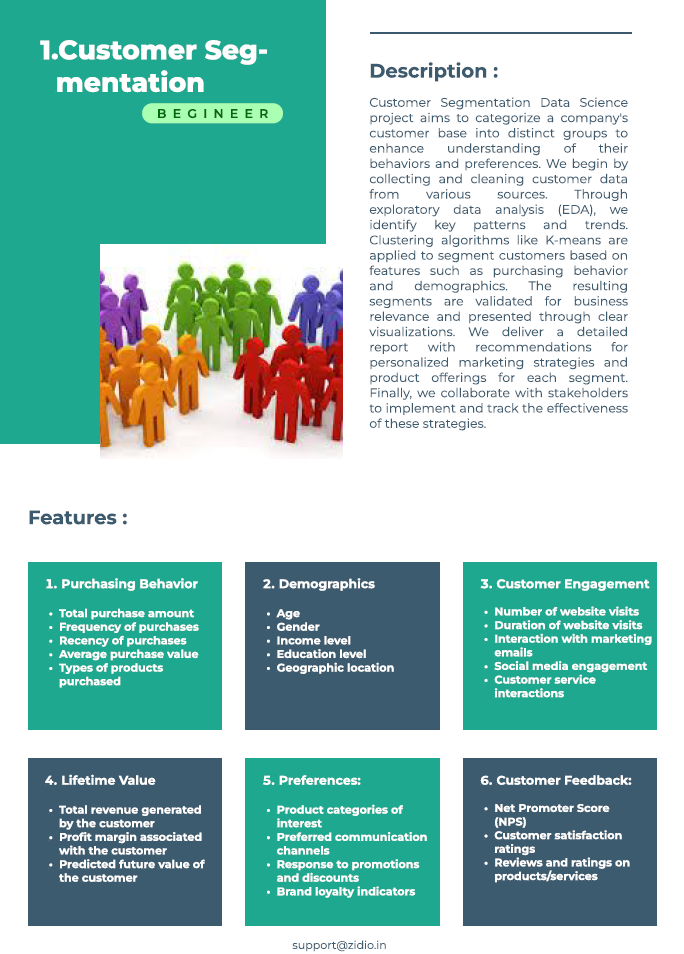 1.Customer Seg-
mentation
BEGINEER
Description :
Customer Segmentation Data Science
project aims to categorize a company's
customer base into distinct groups to
enhance understanding of their
behaviors and preferences. We begin by
collecting and cleaning customer data
from various sources. Through
exploratory data analysis (EDA), we
identify key patterns and trends.
Clustering algorithms like K-means are
applied to segment customers based on
features such as purchasing behavior
and demographics. The resulting
segments are validated for business
relevance and presented through clear
visualizations. We deliver a detailed
report with recommendations for
personalized marketing strategies and
product offerings for each segment.
Finally, we collaborate with stakeholders
to implement and track the effectiveness
of these strategies.
Features :
1. Purchasing Behavior
• Total purchase amount
• Frequency of purchases
• Recency of purchases
• Average purchase value
• Types of products
purchased
2. Demographics
• Age
• Gender
• Income level
• Education level
• Geographic location
3. Customer Engagement
• Number of website visits
• Duration of website visits
• Interaction with marketing
emails
• Social media engagement
• Customer service
interactions
4. Lifetime Value
• Total revenue generated
by the customer
• Profit margin associated
with the customer
• Predicted future value of
the customer
5. Preferences:
• Product categories of
interest
• Preferred communication
channels
• Response to promotions
and discounts
• Brand loyalty indicators
6. Customer Feedback:
• Net Promoter Score
(NPS)
• Customer satisfaction
ratings
• Reviews and ratings on
products/services
support@zidio.in